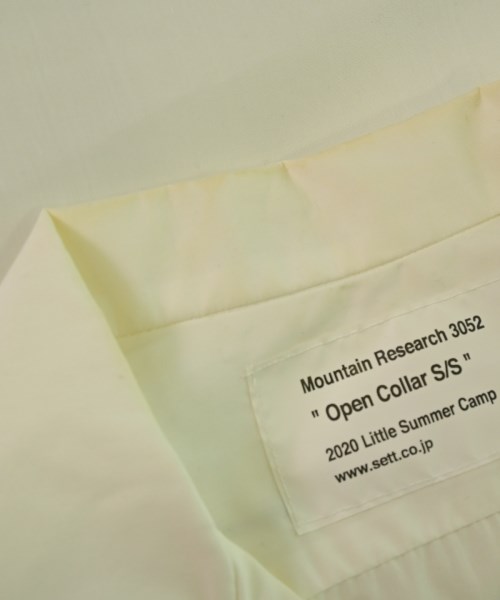 Mountain Research 3052
" Open Collar S/S "
2020 Little Summer Camp
www.sett.co.jp